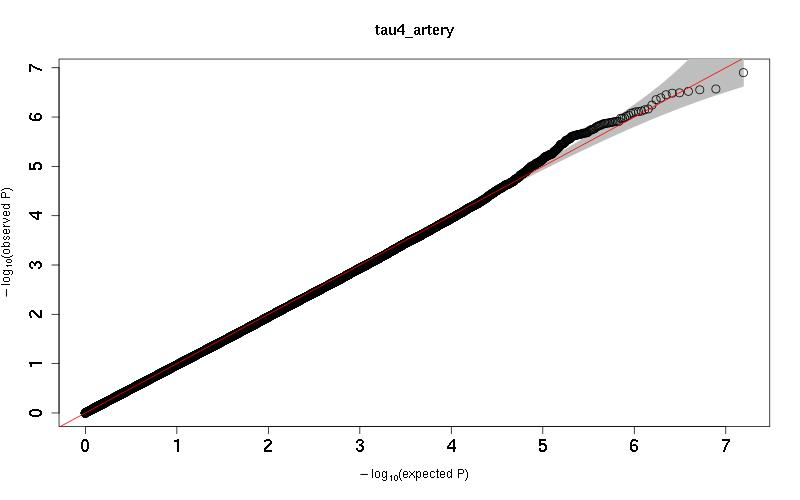 tau4_artery
− log₁₀(observed P)
7
6
5
4
3
2
1
0
0 1 2 3 4 5 6 7
− log₁₀(expected P)